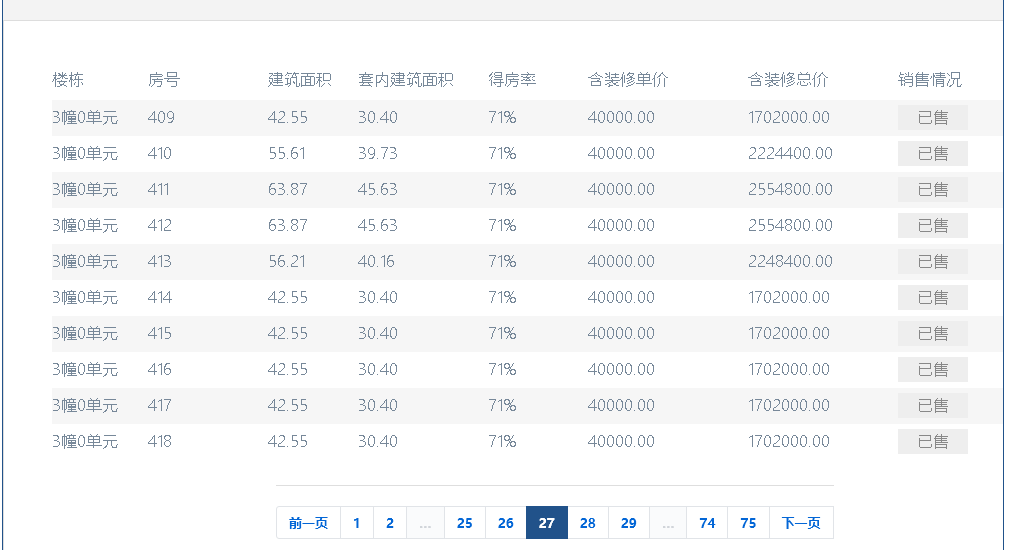 楼栋 房号 建筑面积 套内建筑面积 得房率 含装修单价 含装修总价 销售情况
3幢0单元 409 42.55 30.40 71% 40000.00 1702000.00 已售
3幢0单元 410 55.61 39.73 71% 40000.00 2224400.00 已售
3幢0单元 411 63.87 45.63 71% 40000.00 2554800.00 已售
3幢0单元 412 63.87 45.63 71% 40000.00 2554800.00 已售
3幢0单元 413 56.21 40.16 71% 40000.00 2248400.00 已售
3幢0单元 414 42.55 30.40 71% 40000.00 1702000.00 已售
3幢0单元 415 42.55 30.40 71% 40000.00 1702000.00 已售
3幢0单元 416 42.55 30.40 71% 40000.00 1702000.00 已售
3幢0单元 417 42.55 30.40 71% 40000.00 1702000.00 已售
3幢0单元 418 42.55 30.40 71% 40000.00 1702000.00 已售
前一页 1 2 ... 25 26 27 28 29 ... 74 75 下一页